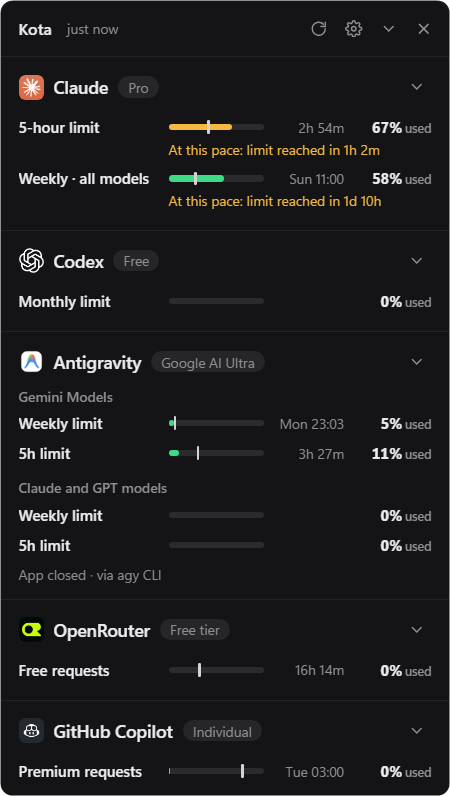 Kota just now
Claude Pro
5-hour limit 2h 54m 67% used
At this pace: limit reached in 1h 2m
Weekly · all models Sun 11:00 58% used
At this pace: limit reached in 1d 10h
Codex Free
Monthly limit 0% used
Antigravity Google AI Ultra
Gemini Models
Weekly limit Mon 23:03 5% used
5h limit 3h 27m 11% used
Claude and GPT models
Weekly limit 0% used
5h limit 0% used
App closed · via agy CLI
OpenRouter Free tier
Free requests 16h 14m 0% used
GitHub Copilot Individual
Premium requests Tue 03:00 0% used